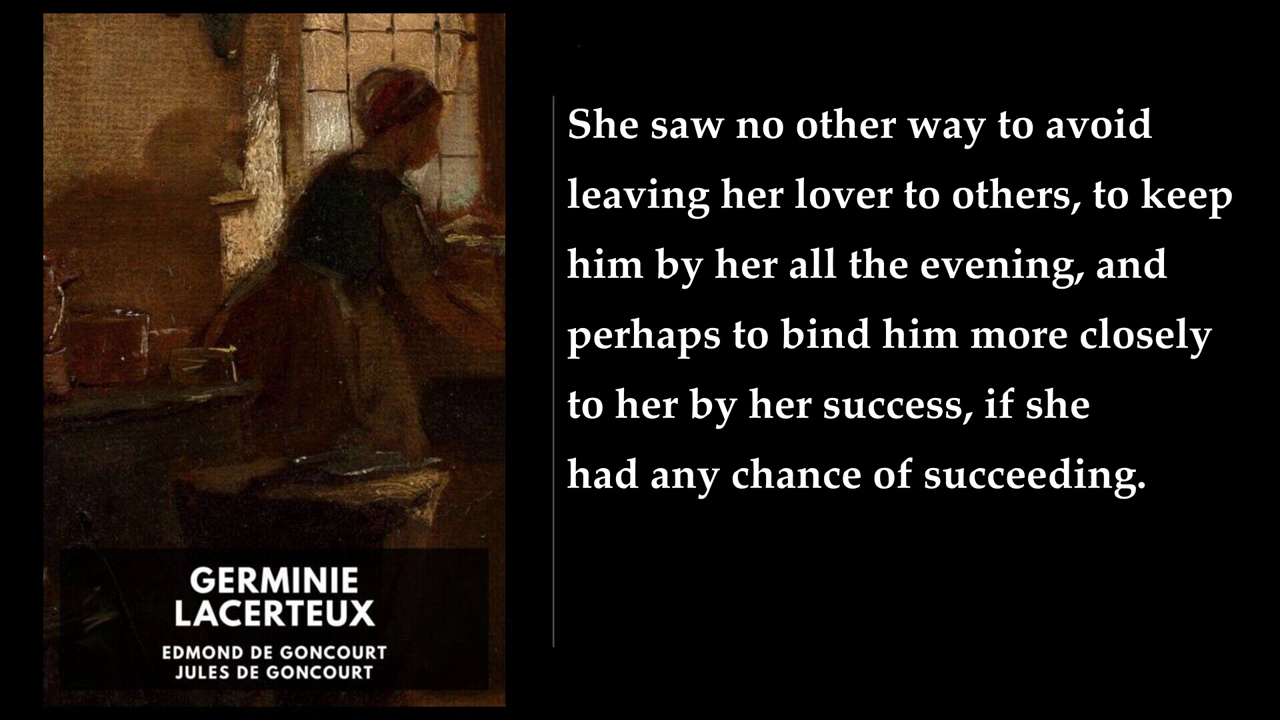 She saw no other way to avoid
leaving her lover to others, to keep
him by her all the evening, and
perhaps to bind him more closely
to her by her success, if she
had any chance of succeeding.
GERMINIE
LACERTEUX
EDMOND DE GONCOURT
JULES DE GONCOURT